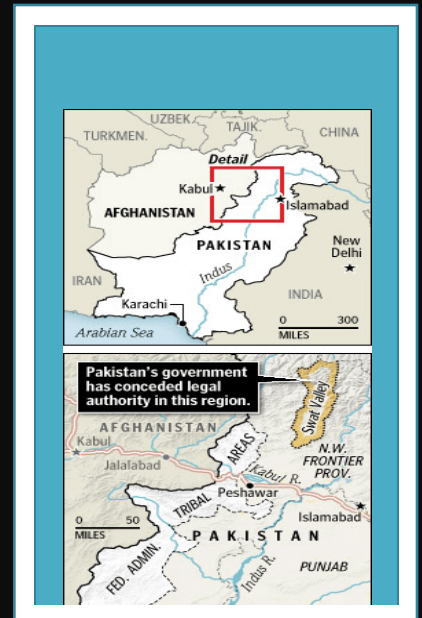 UZBEK.
TURKMEN.
TAJIK.
CHINA
Detail
Kabul
Islamabad
AFGHANISTAN
PAKISTAN
New
Delhi
Indus
IRAN
INDIA
Karachi
Arabian Sea
0 300
MILES
Pakistan's government
has conceded legal
authority in this region.
Swat Valley
AFGHANISTAN
Kabul
AREAS
N.W.
FRONTIER
PROV.
Jalalabad
Kabul R.
Peshawar
TRIBAL
Islamabad
0 50
MILES
PAKISTAN
FED. ADMIN.
Indus R.
PUNJAB